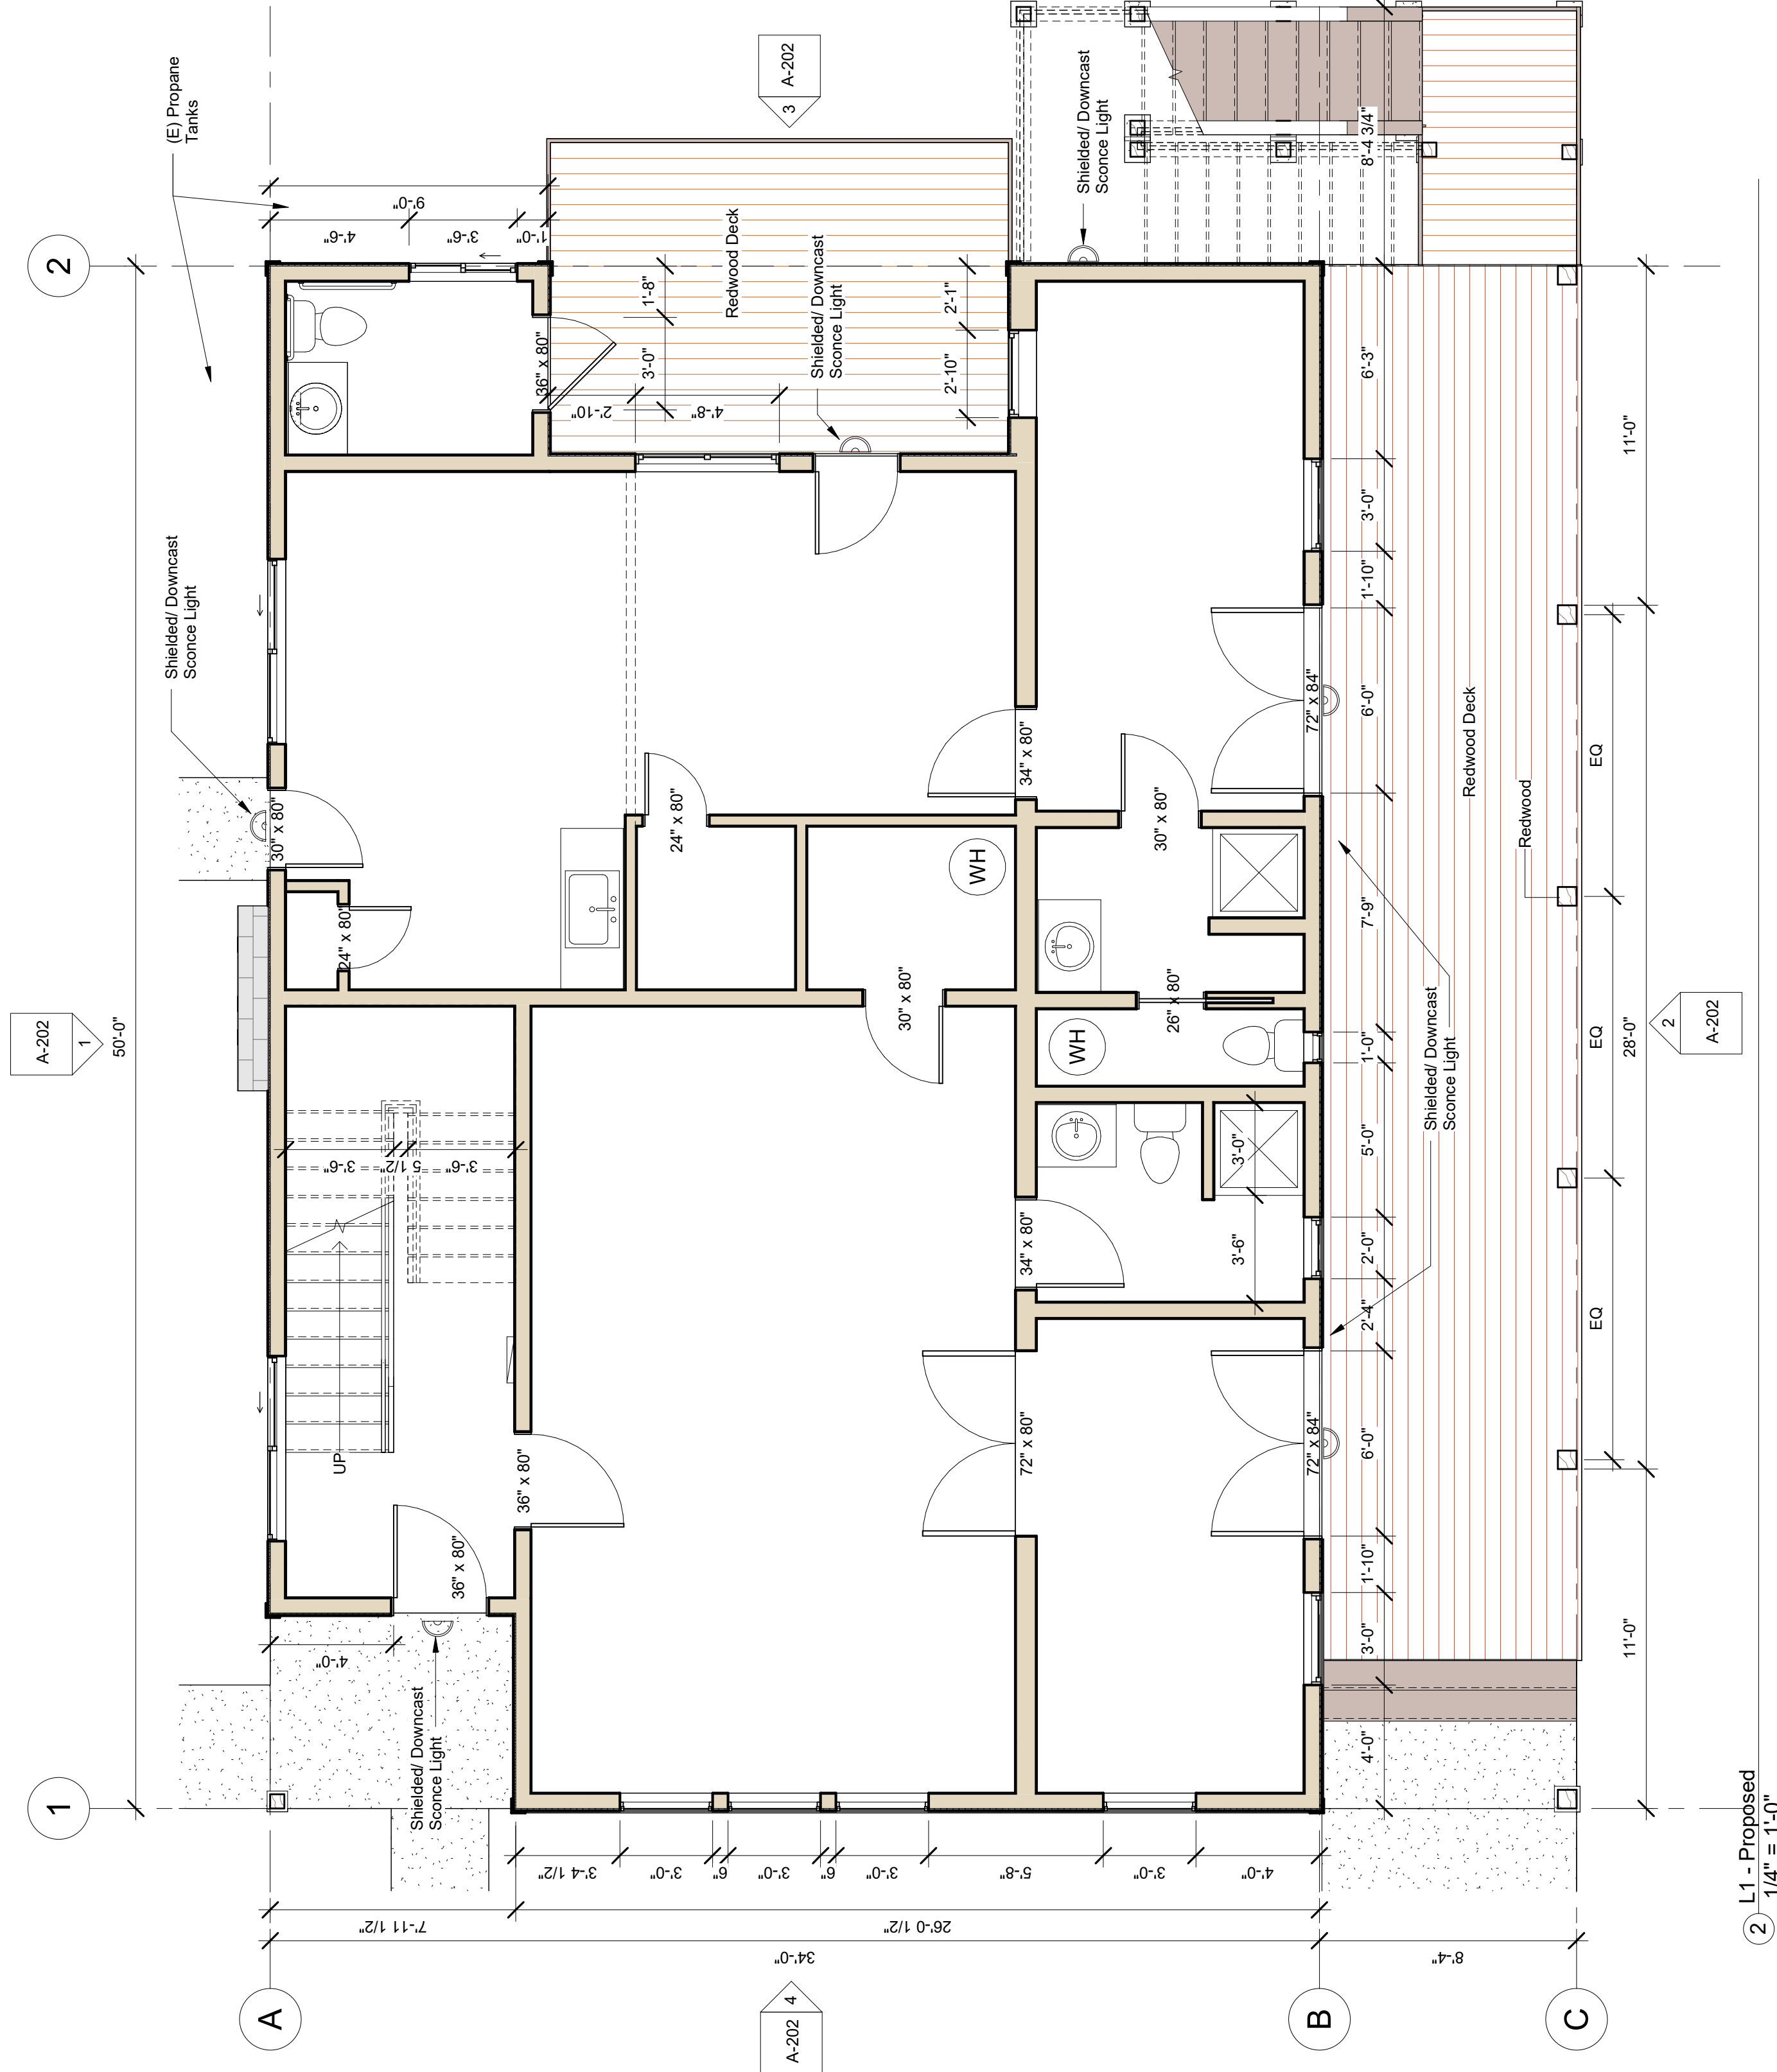 (E) Propane
Tanks
2
9'-0"
4'-6"
3'-6"
1'-0"
3
A-202
Redwood Deck
1'-8"
3'-0"
2'-10"
4'-8"
36" x 80"
Shielded/ Downcast
Sconce Light
2'-1"
2'-10"
Shielded/ Downcast
Sconce Light
8'-4 3/4"
Shielded/ Downcast
Sconce Light
30" x 80"
24" x 80"
24" x 80"
34" x 80"
WH
30" x 80"
30" x 80"
26" x 80"
WH
72" x 84"
6'-3"
3'-0"
1'-10"
6'-0"
7'-9"
1'-0"
5'-0"
2'-0"
2'-4"
6'-0"
1'-10"
3'-0"
4'-0"
11'-0"
Redwood Deck
Redwood
EQ
EQ
EQ
28'-0"
11'-0"
Shielded/ Downcast
Sconce Light
2
A-202
A-202
1
50'-0"
3'-6"
5 1/2"
3'-6"
UP
36" x 80"
36" x 80"
34" x 80"
3'-0"
3'-6"
72" x 80"
72" x 84"
4'-0"
Shielded/ Downcast
Sconce Light
1
3'-4 1/2"
3'-0"
6"
3'-0"
6"
3'-0"
5'-8"
3'-0"
4'-0"
7'-11 1/2"
26'-0 1/2"
34'-0"
8'-4"
A
B
C
4
A-202
2
L1 - Proposed
1/4" = 1'-0"